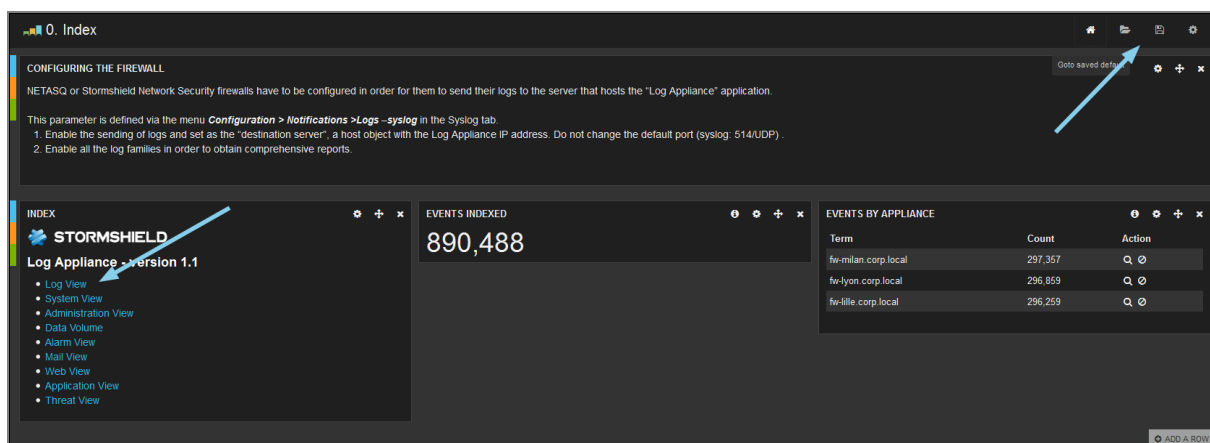 0. Index
Goto saved default
CONFIGURING THE FIREWALL
NETASQ or Stormshield Network Security firewalls have to be configured in order for them to send their logs to the server that hosts the “Log Appliance” application.
This parameter is defined via the menu Configuration > Notifications >Logs –syslog in the Syslog tab.
1. Enable the sending of logs and set as the “destination server”, a host object with the Log Appliance IP address. Do not change the default port (syslog: 514/UDP) .
2. Enable all the log families in order to obtain comprehensive reports.
INDEX
STORMSHIELD
Log Appliance - version 1.1
• Log View
• System View
• Administration View
• Data Volume
• Alarm View
• Mail View
• Web View
• Application View
• Threat View
EVENTS INDEXED
890,488
EVENTS BY APPLIANCE
Term Count Action
fw-milan.corp.local 297,357
fw-lyon.corp.local 296,859
fw-lille.corp.local 296,259
ADD A ROW